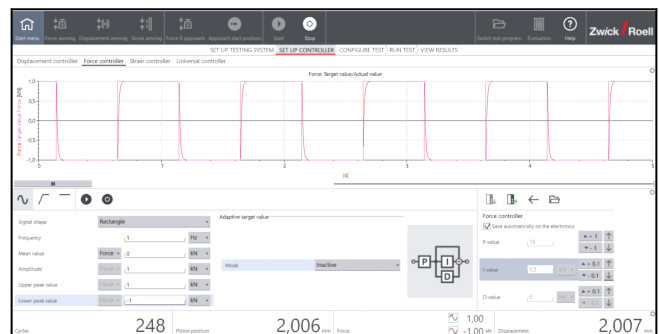 Start menu Force zeroing Displacement zeroing Strain zeroing Force 0 approach Approach start position Start Stop Switch test program Evaluation Help Zwick Roell
SET UP TESTING SYSTEM SET UP CONTROLLER CONFIGURE TEST RUN TEST VIEW RESULTS
Displacement controller Force controller Strain controller Universal controller
Force: Target value/Actual value
Force Target value Force [kN]
1,0
0,5
0,0
-0,5
-1,0
0 1 2 3 4 5
[s]
Signal shape Rectangle
Frequency 1 Hz
Mean value Force 0 kN
Amplitude Force 1 kN
Upper peak value Force 1 kN
Lower peak value Force -1 kN
Adaptive target value
Mode Inactive
P I D
Force controller
Save automatically on the electronics
P-value + 1
- 1
I-value 0,3 + 0.1
- 0.1
D-value 0 + 0.1
- 0.1
Cycles 248 Piston position 2,006 mm Force 1,00
-1,00 kN Displacement 2,007 mm